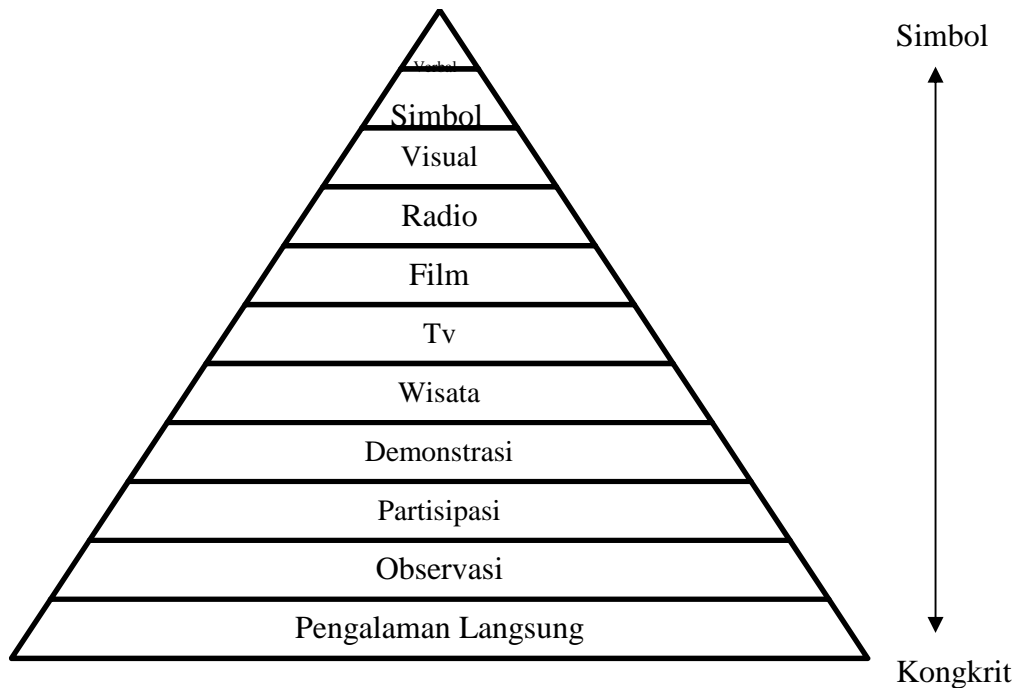 Simbol
Verbal
Simbol
Visual
Radio
Film
Tv
Wisata
Demonstrasi
Partisipasi
Observasi
Pengalaman Langsung
Kongkrit